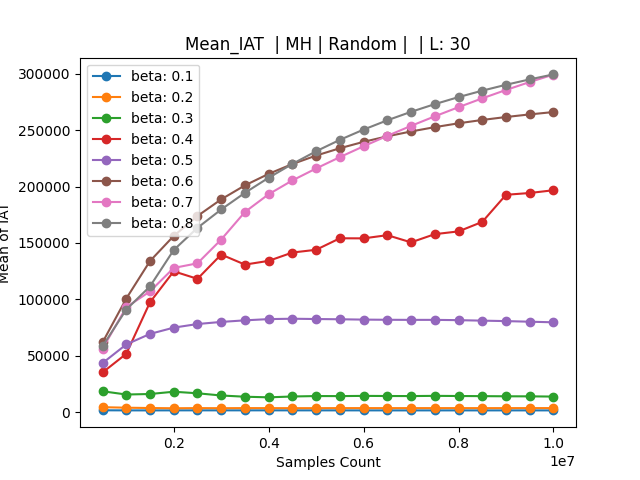 Mean_IAT | MH | Random | | L: 30
300000
250000
200000
150000
100000
50000
0
Mean of IAT
beta: 0.1
beta: 0.2
beta: 0.3
beta: 0.4
beta: 0.5
beta: 0.6
beta: 0.7
beta: 0.8
0.2 0.4 0.6 0.8 1.0
1e7
Samples Count